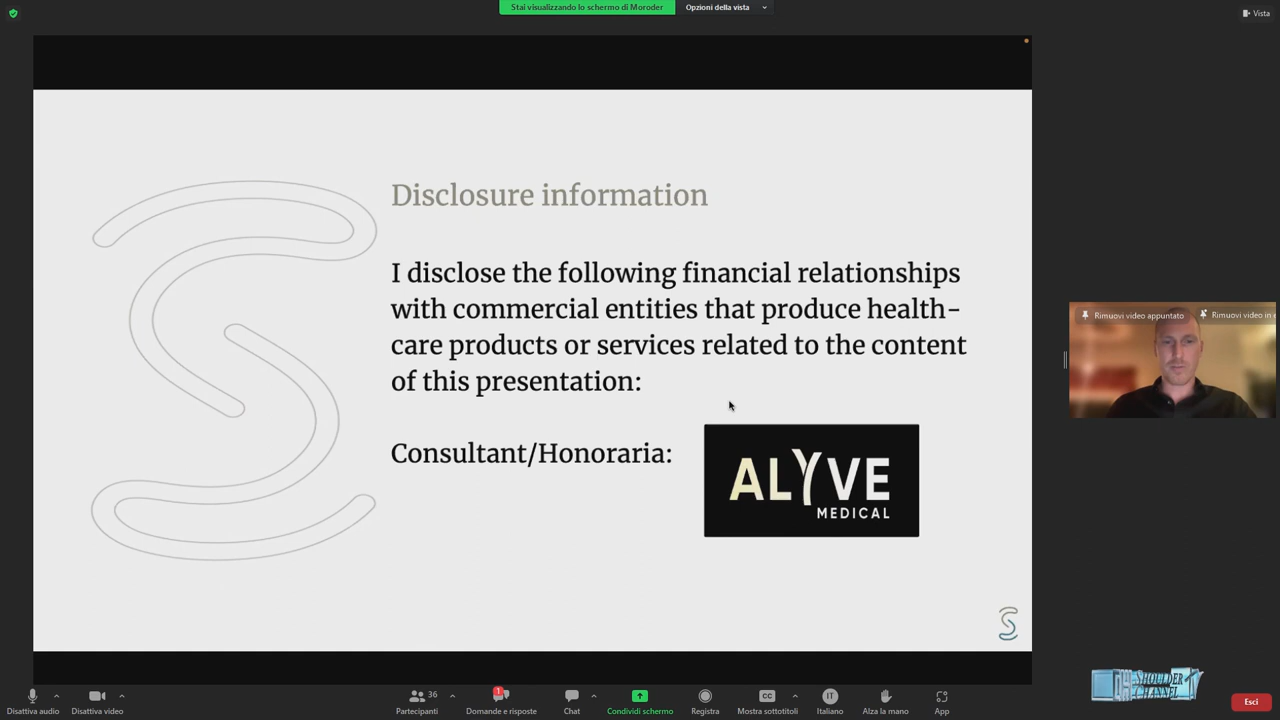 Stai visualizzando lo schermo di Moroder
Opzioni della vista
Vista
Disclosure information
I disclose the following financial relationships
with commercial entities that produce health-
care products or services related to the content
of this presentation:
Consultant/Honoraria:
ALYVE
MEDICAL
Rimuovi video appuntato
Rimuovi video in
SHOULDER
CHANNEL
TV
36
1
CC
IT
Disattiva audio
Disattiva video
Partecipanti
Domande e risposte
Chat
Condividi schermo
Registra
Mostra sottotitoli
Italiano
Alza la mano
App
Esci